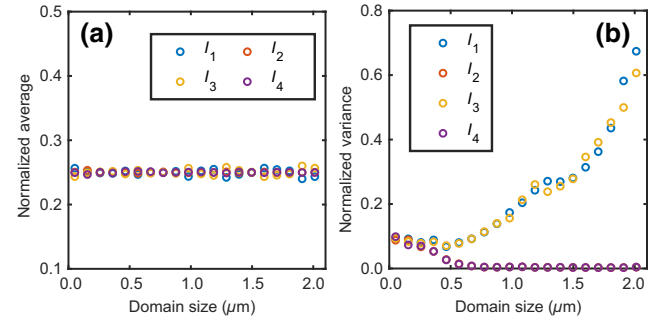 (a)
I1 I2
I3 I4
0.5
0.4
0.3
0.2
0.1
Normalized average
0.0 0.5 1.0 1.5 2.0
Domain size (μm)
(b)
I1
I2
I3
I4
0.8
0.6
0.4
0.2
0.0
Normalized variance
0.0 0.5 1.0 1.5 2.0
Domain size (μm)